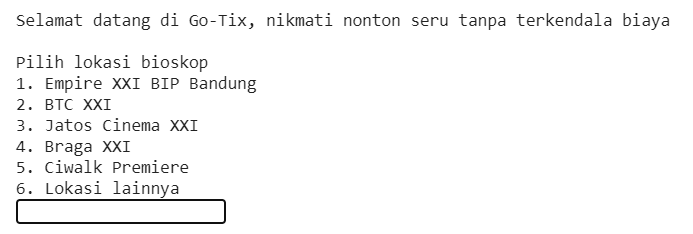 Selamat datang di Go-Tix, nikmati nonton seru tanpa terkendala biaya
Pilih lokasi bioskop
1. Empire XXI BIP Bandung
2. BTC XXI
3. Jatos Cinema XXI
4. Braga XXI
5. Ciwalk Premiere
6. Lokasi lainnya